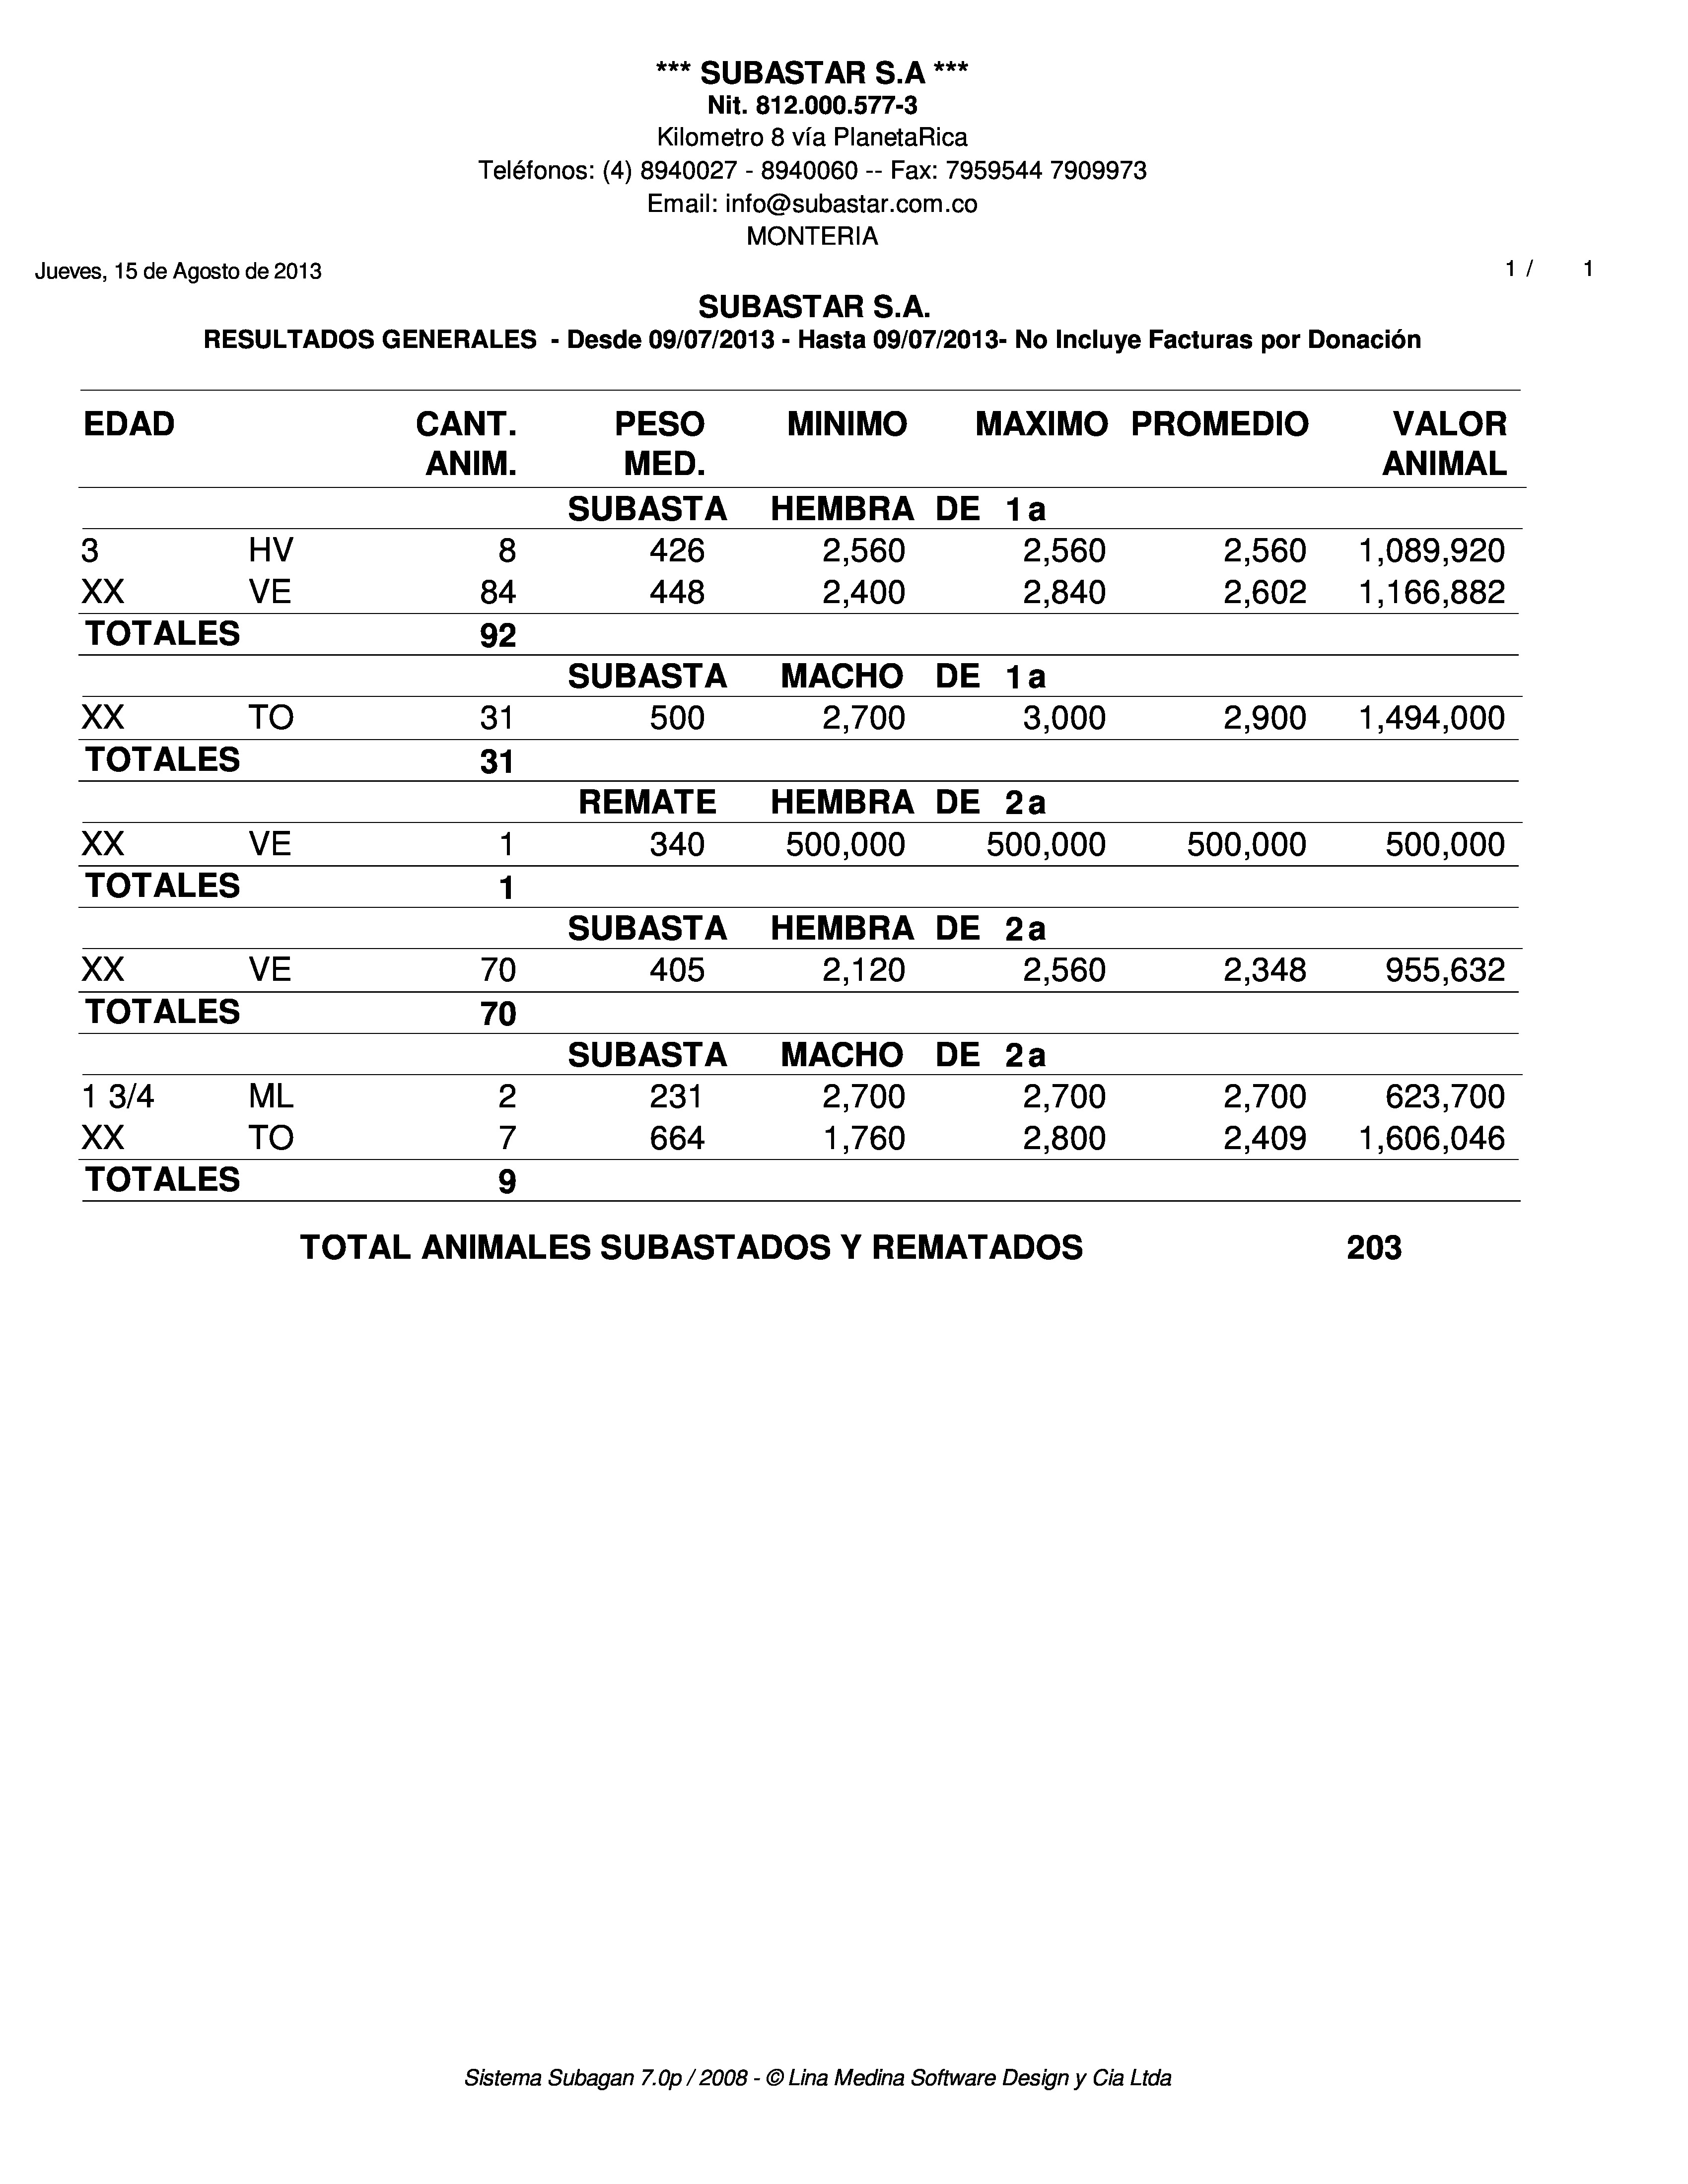 *** SUBASTAR S.A ***
Nit. 812.000.577-3
Kilometro 8 vía PlanetaRica
Teléfonos: (4) 8940027 - 8940060 -- Fax: 7959544 7909973
Email: info@subastar.com.co
MONTERIA
Jueves, 15 de Agosto de 2013 1 / 1
SUBASTAR S.A.
RESULTADOS GENERALES - Desde 09/07/2013 - Hasta 09/07/2013- No Incluye Facturas por Donación
EDAD CANT. PESO MINIMO MAXIMO PROMEDIO VALOR
ANIM. MED. ANIMAL
SUBASTA HEMBRA DE 1a
3 HV 8 426 2,560 2,560 2,560 1,089,920
XX VE 84 448 2,400 2,840 2,602 1,166,882
TOTALES 92
SUBASTA MACHO DE 1a
XX TO 31 500 2,700 3,000 2,900 1,494,000
TOTALES 31
REMATE HEMBRA DE 2a
XX VE 1 340 500,000 500,000 500,000 500,000
TOTALES 1
SUBASTA HEMBRA DE 2a
XX VE 70 405 2,120 2,560 2,348 955,632
TOTALES 70
SUBASTA MACHO DE 2a
1 3/4 ML 2 231 2,700 2,700 2,700 623,700
XX TO 7 664 1,760 2,800 2,409 1,606,046
TOTALES 9
TOTAL ANIMALES SUBASTADOS Y REMATADOS 203
Sistema Subagan 7.0p / 2008 - © Lina Medina Software Design y Cia Ltda